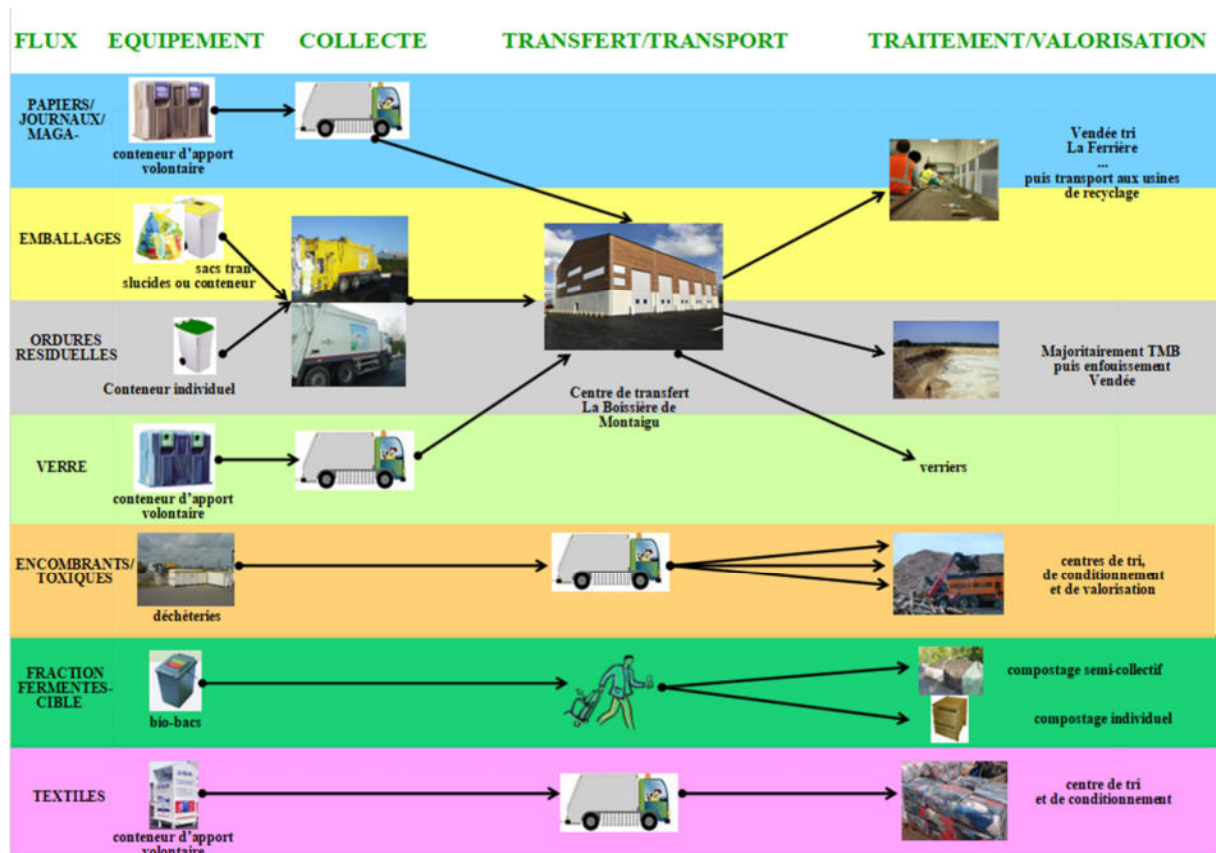 FLUX EQUIPEMENT COLLECTE TRANSFERT/TRANSPORT TRAITEMENT/VALORISATION
PAPIERS/
JOURNAUX/
MAGA-
conteneur d'apport
volontaire
Vendée tri
La Ferrière
...
puis transport aux usines
de recyclage
EMBALLAGES
sacs tran-
slucides ou conteneur
ORDURES
RESIDUELLES
Conteneur individuel
Centre de transfert
La Boissière de
Montaigu
Majoritairement TMB
puis enfouissement
Vendée
VERRE
conteneur d'apport
volontaire
verriers
ENCOMBRANTS/
TOXIQUES
déchèteries
centres de tri,
de conditionnement
et de valorisation
FRACTION
FERMENTES-
CIBLE
bio-bacs
compostage semi-collectif
compostage individuel
TEXTILES
conteneur d'apport
volontaire
centre de tri
et de conditionnement